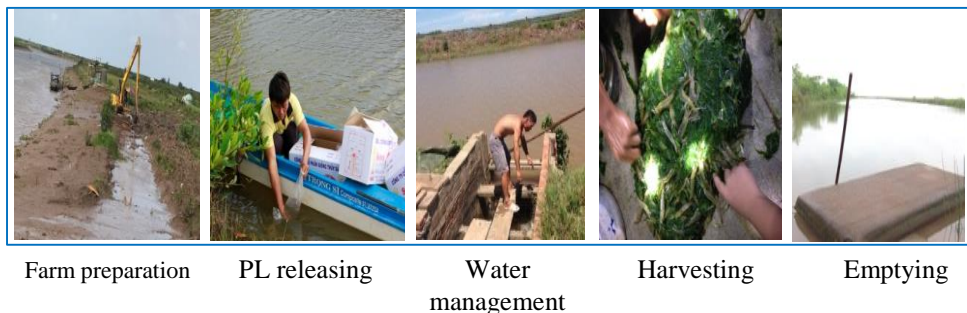 Farm preparation
PL releasing
Water
management
Harvesting
Emptying